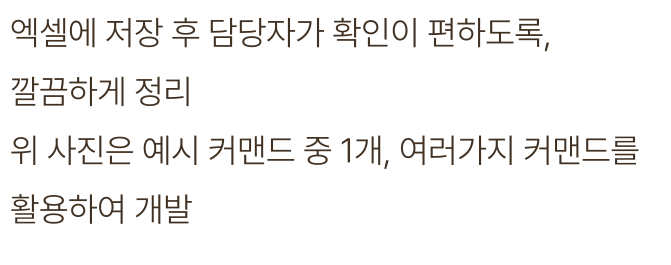 엑셀에 저장 후 담당자가 확인이 편하도록,
깔끔하게 정리
위 사진은 예시 커맨드 중 1개, 여러가지 커맨드를
활용하여 개발